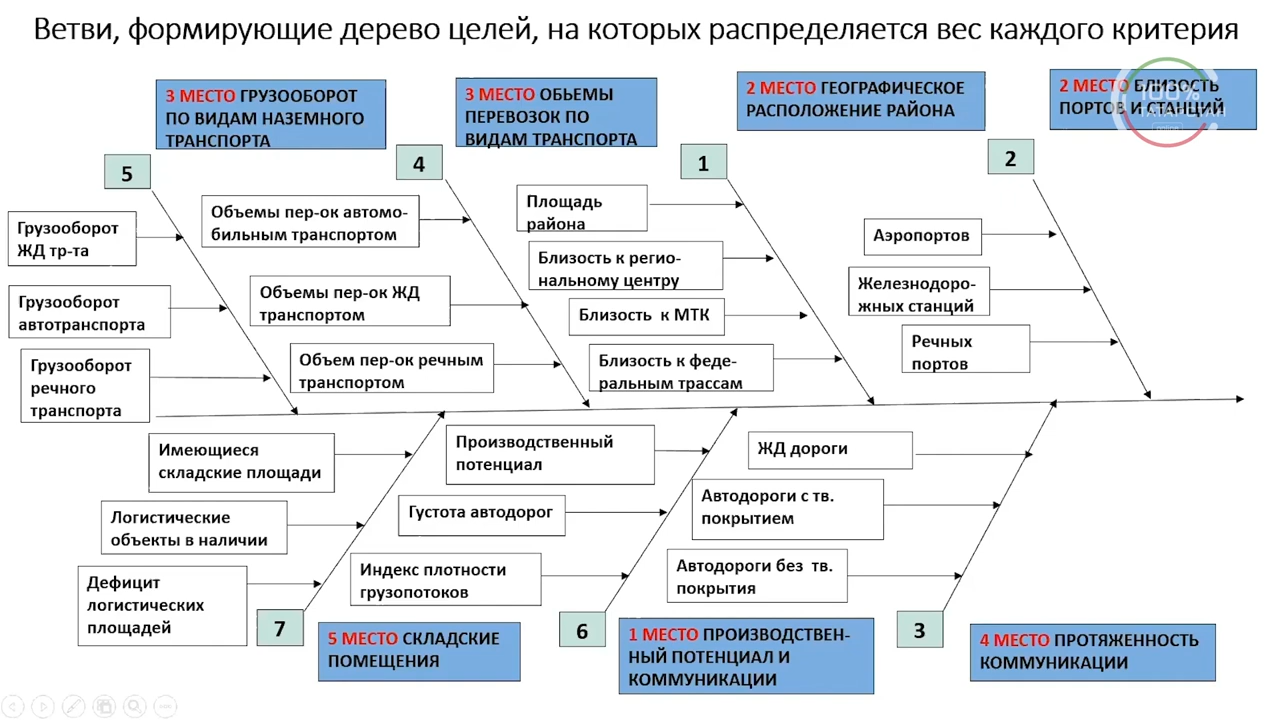 Ветви, формирующие дерево целей, на которых распределяется вес каждого критерия
3 МЕСТО ГРУЗООБОРОТ
ПО ВИДАМ НАЗЕМНОГО
ТРАНСПОРТА
3 МЕСТО ОБЬЕМЫ
ПЕРЕВОЗОК ПО
ВИДАМ ТРАНСПОРТА
2 МЕСТО ГЕОГРАФИЧЕСКОЕ
РАСПОЛОЖЕНИЕ РАЙОНА
2 МЕСТО БЛИЗОСТЬ
ПОРТОВ И СТАНЦИЙ
100%
5
4
1
2
Грузооборот
ЖД тр-та
Грузооборот
автотранспорта
Грузооборот
речного
транспорта
Объемы пер-ок автомо-
бильным транспортом
Объемы пер-ок ЖД
транспортом
Объем пер-ок речным
транспортом
Площадь
района
Близость к регио-
нальному центру
Близость к МТК
Близость к феде-
ральным трассам
Аэропортов
Железнодоро-
жных станций
Речных
портов
Имеющиеся
складские площади
Логистические
объекты в наличии
Дефицит
логистических
площадей
Производственный
потенциал
Густота автодорог
Индекс плотности
грузопотоков
ЖД дороги
Автодороги с тв.
покрытием
Автодороги без тв.
покрытия
7
5 МЕСТО СКЛАДСКИЕ
ПОМЕЩЕНИЯ
6
1 МЕСТО ПРОИЗВОДСТВЕН-
НЫЙ ПОТЕНЦИАЛ И
КОММУНИКАЦИИ
3
4 МЕСТО ПРОТЯЖЕННОСТЬ
КОММУНИКАЦИИ